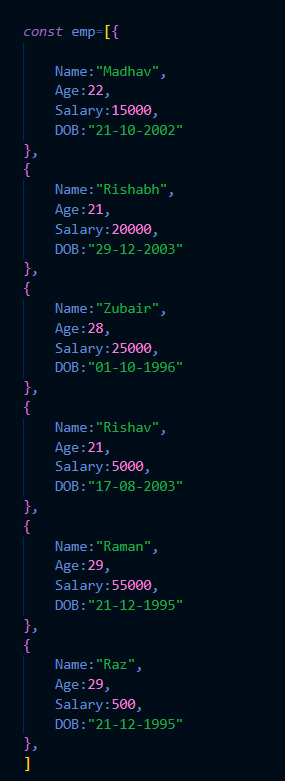 const emp=[{
Name:"Madhav",
Age:22,
Salary:15000,
DOB:"21-10-2002"
},
{
Name:"Rishabh",
Age:21,
Salary:20000,
DOB:"29-12-2003"
},
{
Name:"Zubair",
Age:28,
Salary:25000,
DOB:"01-10-1996"
},
{
Name:"Rishav",
Age:21,
Salary:5000,
DOB:"17-08-2003"
},
{
Name:"Raman",
Age:29,
Salary:55000,
DOB:"21-12-1995"
},
{
Name:"Raz",
Age:29,
Salary:500,
DOB:"21-12-1995"
},
]